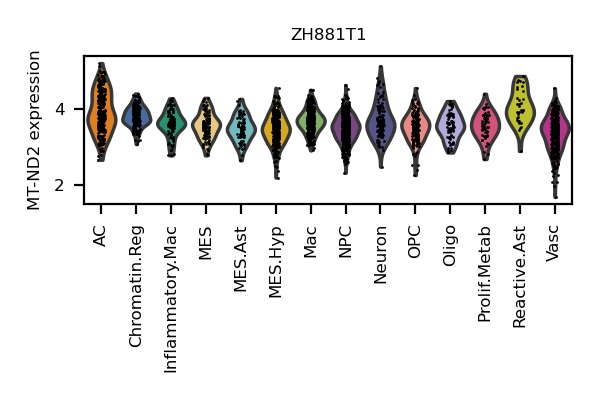 ZH881T1
MT-ND2 expression
4
2
AC
Chromatin.Reg
Inflammatory.Mac
MES
MES.Ast
MES.Hyp
Mac
NPC
Neuron
OPC
Oligo
Prolif.Metab
Reactive.Ast
Vasc